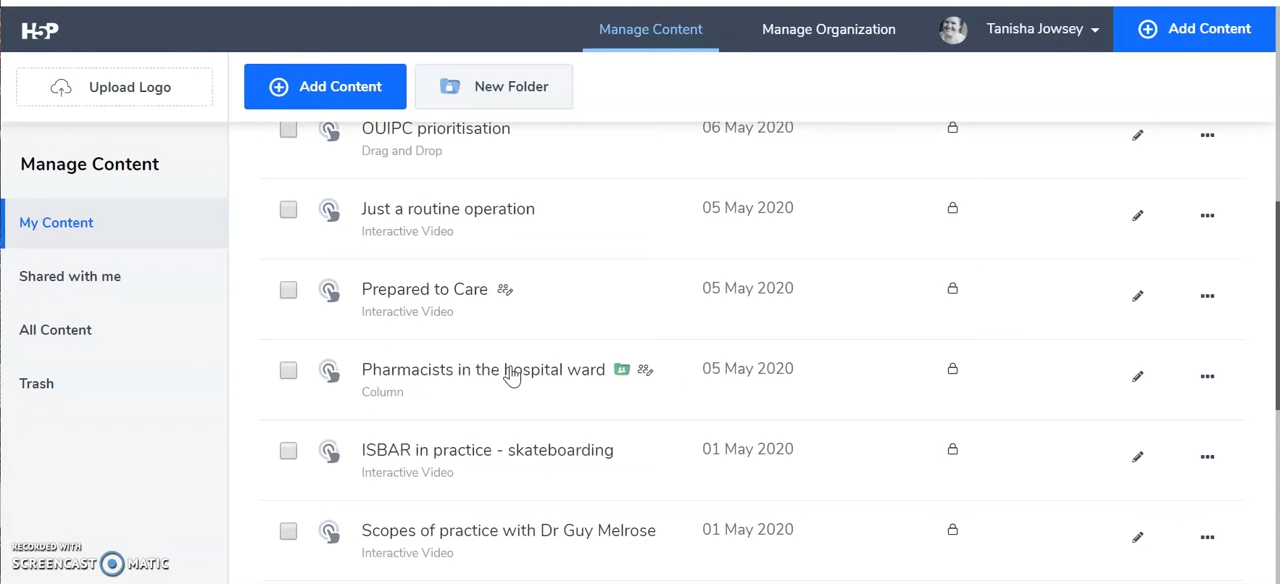 H5P
Manage Content
Manage Organization
Tanisha Jowsey
Add Content
Upload Logo
Add Content
New Folder
Manage Content
My Content
Shared with me
All Content
Trash
OUIPC prioritisation
06 May 2020
Drag and Drop
Just a routine operation
05 May 2020
Interactive Video
Prepared to Care
05 May 2020
Interactive Video
Pharmacists in the hospital ward
05 May 2020
Column
ISBAR in practice - skateboarding
01 May 2020
Interactive Video
Scopes of practice with Dr Guy Melrose
01 May 2020
Interactive Video
RECORDED WITH
SCREENCAST MATIC